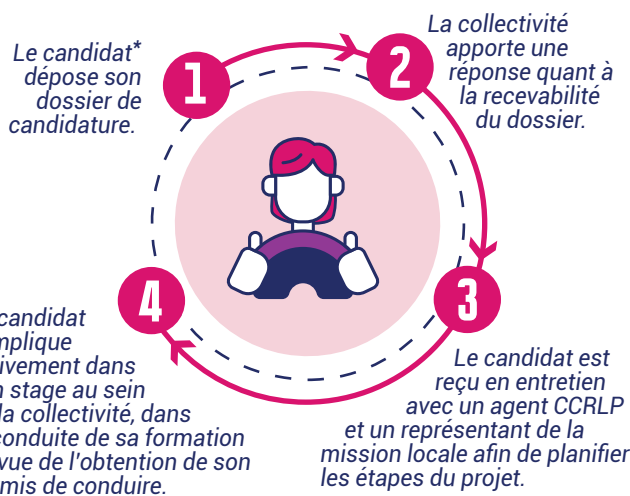 1
Le candidat*
dépose son
dossier de
candidature.
2
La collectivité
apporte une
réponse quant à
la recevabilité
du dossier.
3
Le candidat est
reçu en entretien
avec un agent CCRLP
et un représentant de la
mission locale afin de planifier
les étapes du projet.
4
candidat
dans
stage au sein
la collectivité, dans
conduite de sa formation
vue de l'obtention de son
de conduire.